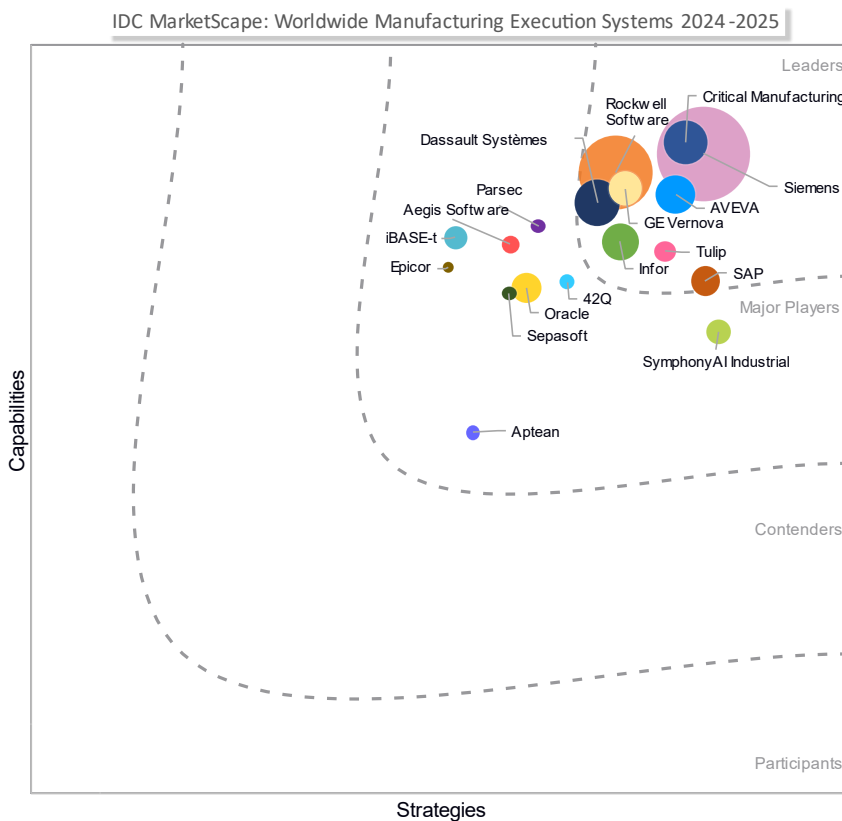 IDC MarketScape: Worldwide Manufacturing Execution Systems 2024-2025
Leaders
Critical Manufacturing
Rockwell
Software
Dassault Systèmes
Siemens
Parsec
AVEVA
Aegis Software
GE Vernova
iBASE-t
Tulip
Epicor
Infor
SAP
42Q
Major Players
Oracle
Sepasoft
SymphonyAI Industrial
Capabilities
Aptean
Contenders
Participants
Strategies